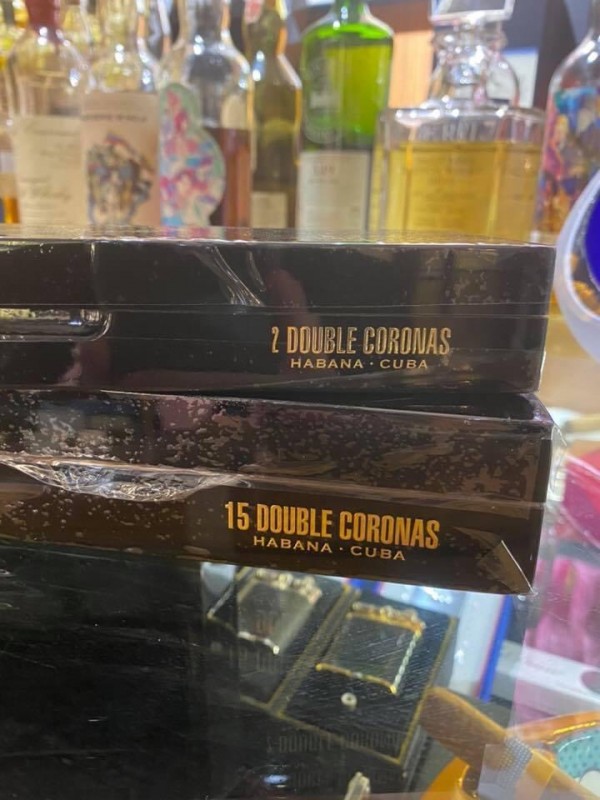 2 DOUBLE CORONAS
HABANA · CUBA
15 DOUBLE CORONAS
HABANA · CUBA